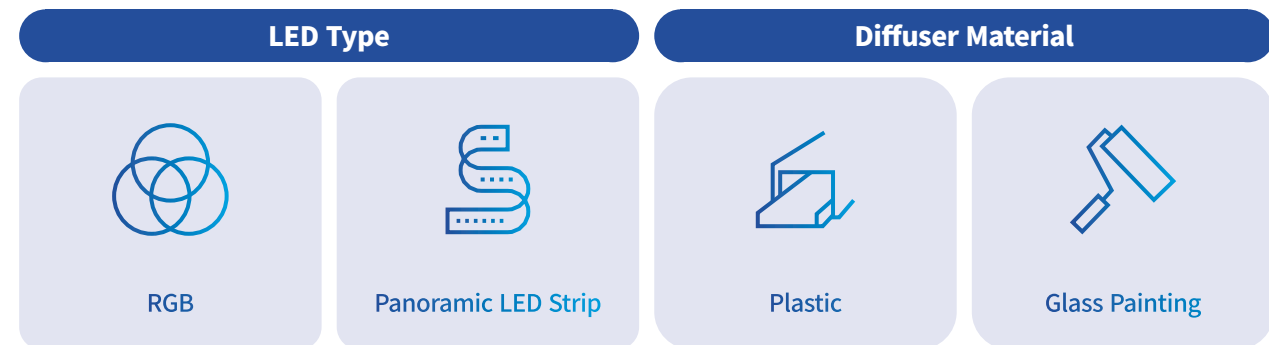 LED Type
Diffuser Material
RGB
Panoramic LED Strip
Plastic
Glass Painting